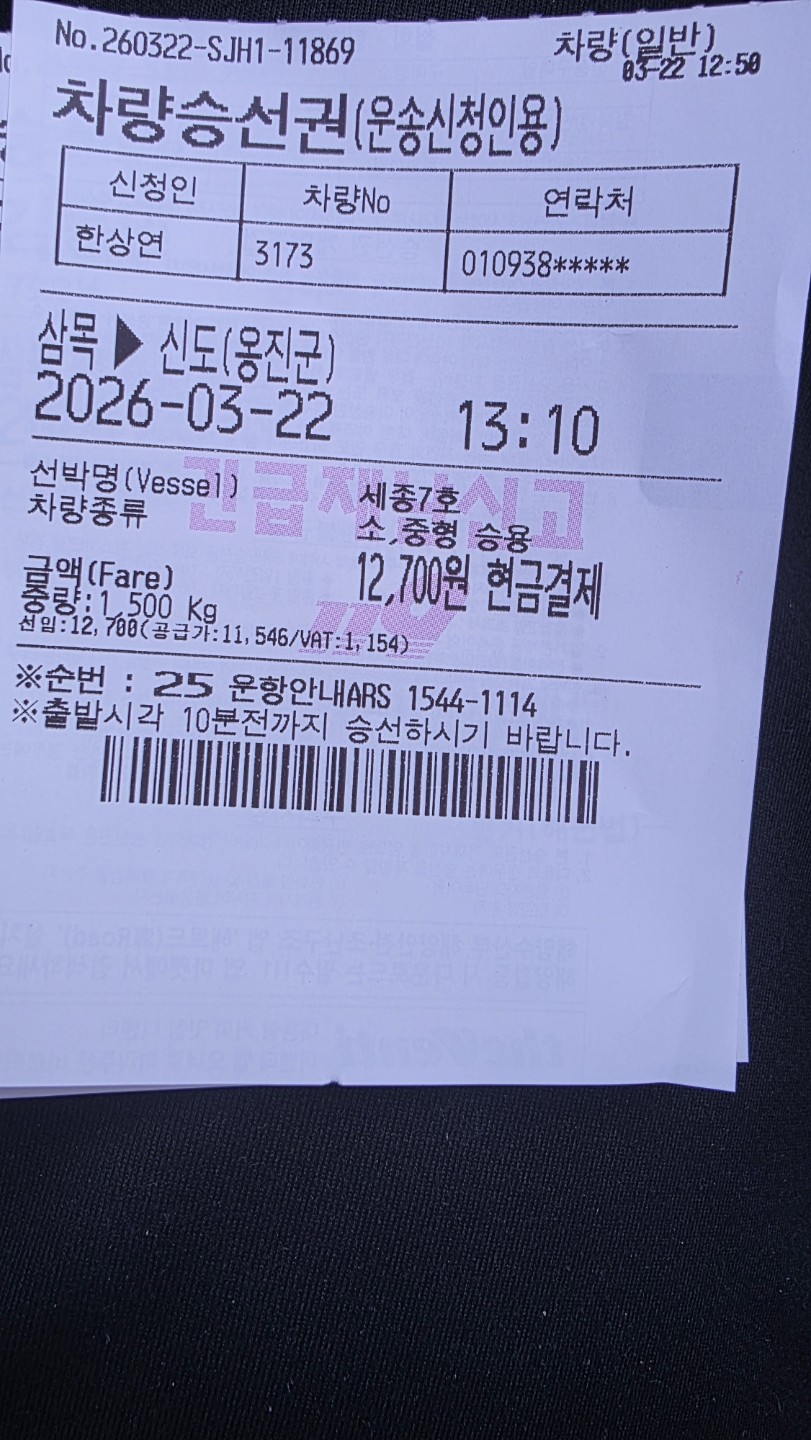 No.260322-SJH1-11869
차량(일반)
03-22 12:50
차량승선권(운송신청인용)
신청인 차량No 연락처
한상연 3173 010938*****
삼목 ▶ 신도(옹진군)
2026-03-22 13:10
긴급재난신고
선박명(Vessel) 세종7호
차량종류 소,중형 승용
금액(Fare) 12,700원 현금결제
중량:1,500 Kg
선임:12,700(공급가:11,546/VAT:1,154)
※순번 : 25 운항안내ARS 1544-1114
※출발시각 10분전까지 승선하시기 바랍니다.